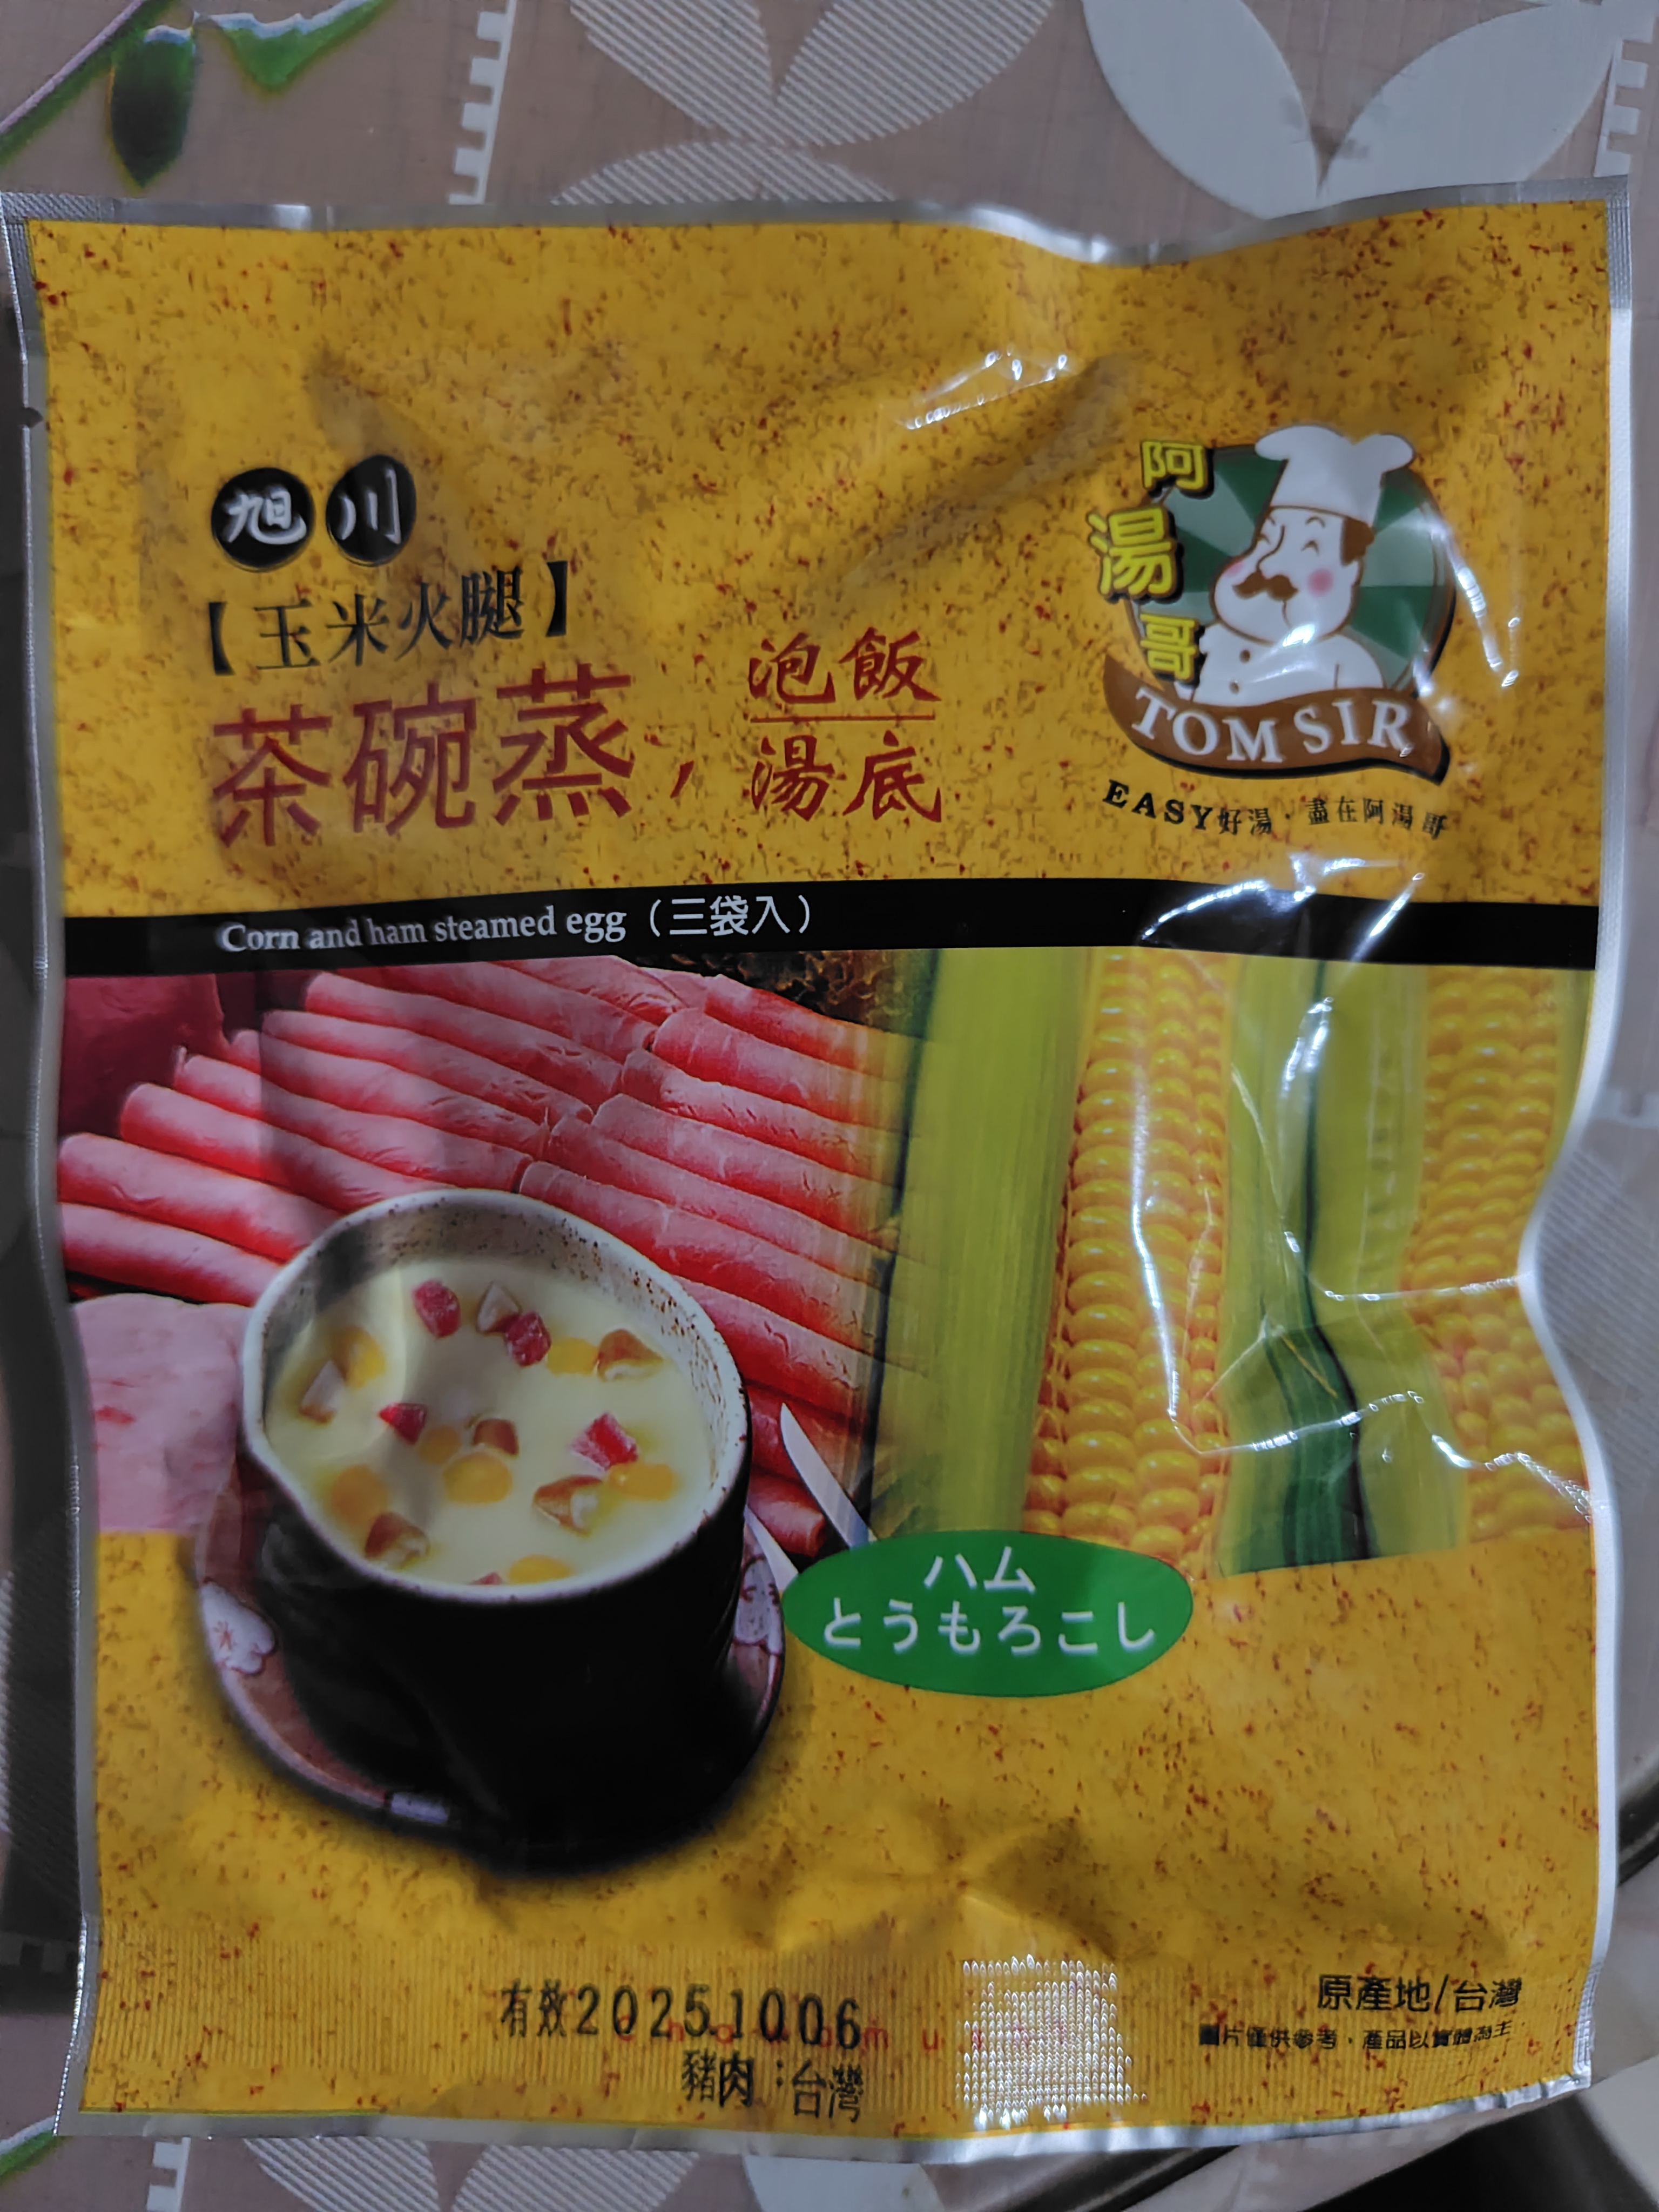 旭川
【玉米火腿】
茶碗蒸，泡飯
湯底
阿湯哥
TOM SIR
EASY好湯．盡在阿湯哥
Corn and ham steamed egg（三袋入）
ハム
とうもろこし
有效2025.1006
豬肉：台灣
原產地/台灣
圖片僅供參考，產品以實體為主